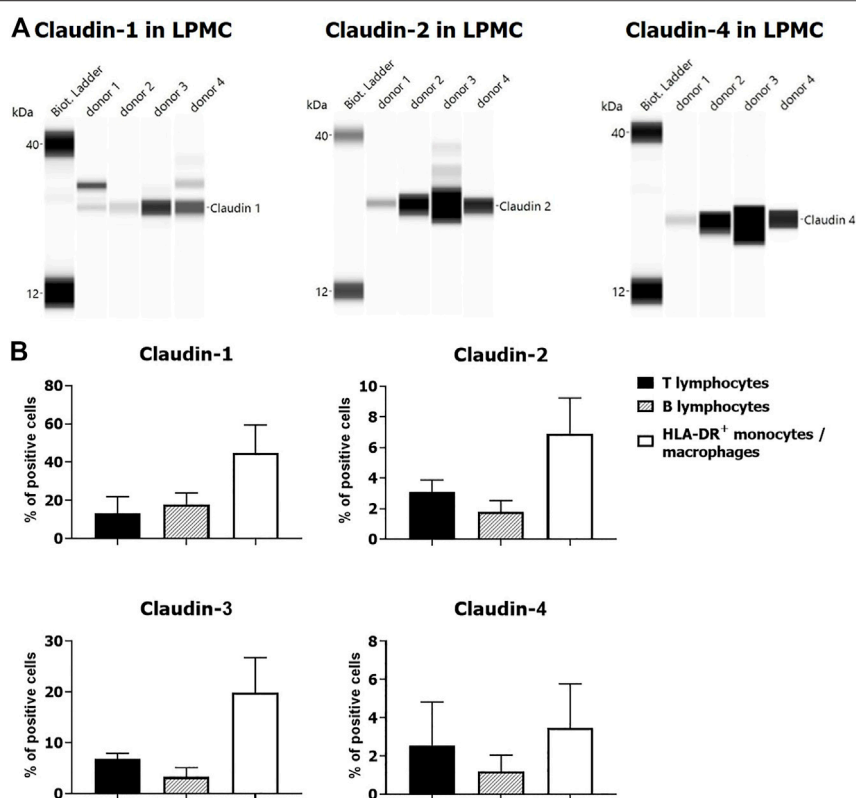 A Claudin-1 in LPMC
Claudin-2 in LPMC
Claudin-4 in LPMC
kDa
Biot. Ladder
donor 1
donor 2
donor 3
donor 4
40
Claudin 1
12
kDa
Biot. Ladder
donor 1
donor 2
donor 3
donor 4
40
Claudin 2
12
kDa
Biot. Ladder
donor 1
donor 2
donor 3
donor 4
40
Claudin 4
12
B
Claudin-1
% of positive cells
80
60
40
20
0
Claudin-2
% of positive cells
10
8
6
4
2
0
T lymphocytes
B lymphocytes
HLA-DR+ monocytes /
macrophages
Claudin-3
% of positive cells
30
20
10
0
Claudin-4
% of positive cells
8
6
4
2
0